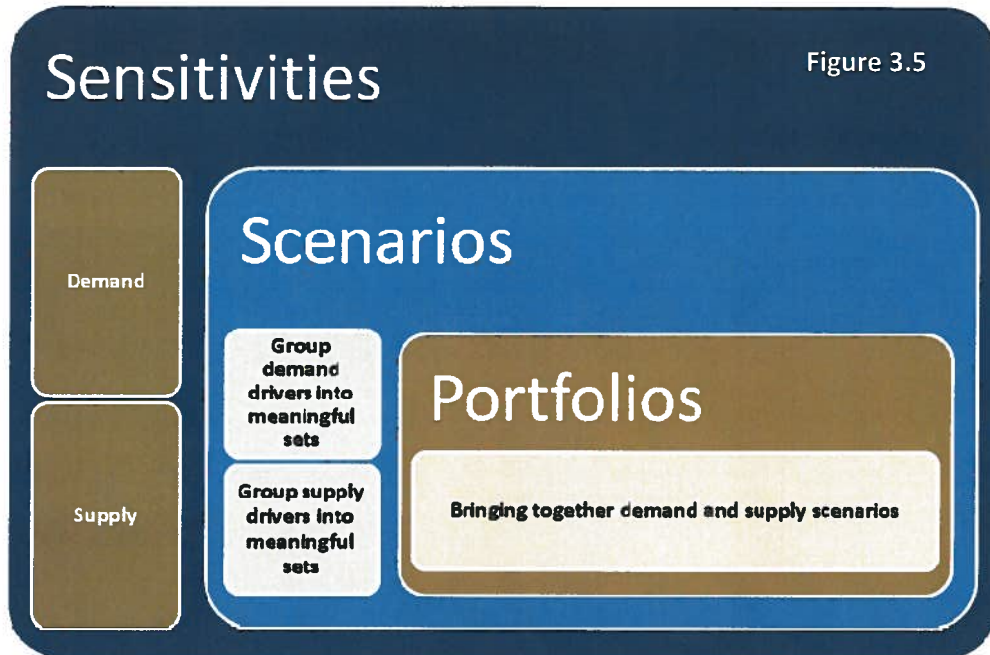 Sensitivities
Figure 3.5
Demand
Supply
Scenarios
Group
demand
drivers into
meaningful
sets
Group supply
drivers into
meaningful
sets
Portfolios
Bringing together demand and supply scenarios